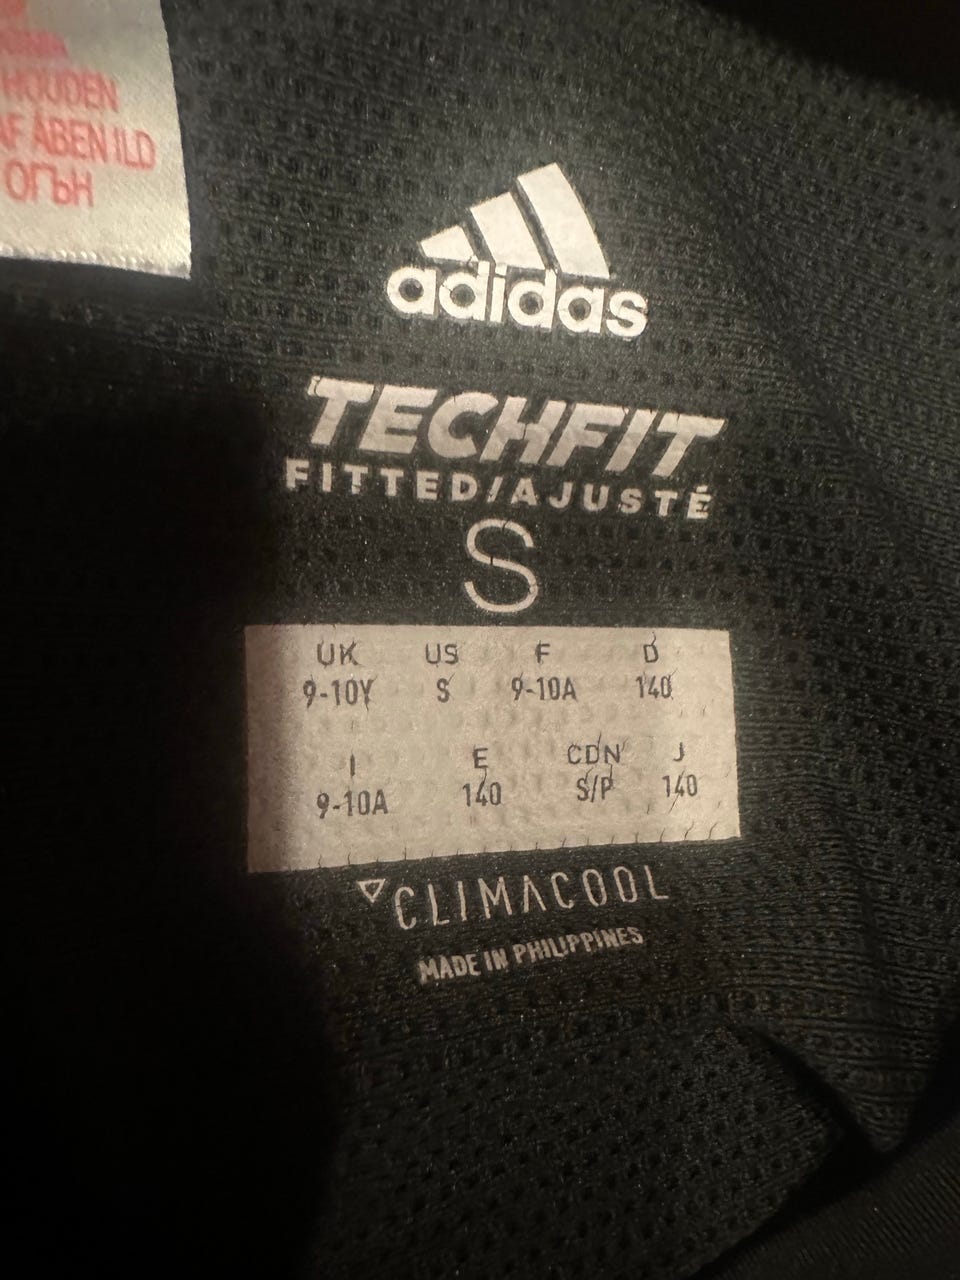 HOUDEN
AF ÅBEN ILD
ОГЪН
adidas
TECHFIT
FITTED/AJUSTÉ
S
UK US F D
9-10Y S 9-10A 140
I E CDN J
9-10A 140 S/P 140
CLIMACOOL
MADE IN PHILIPPINES